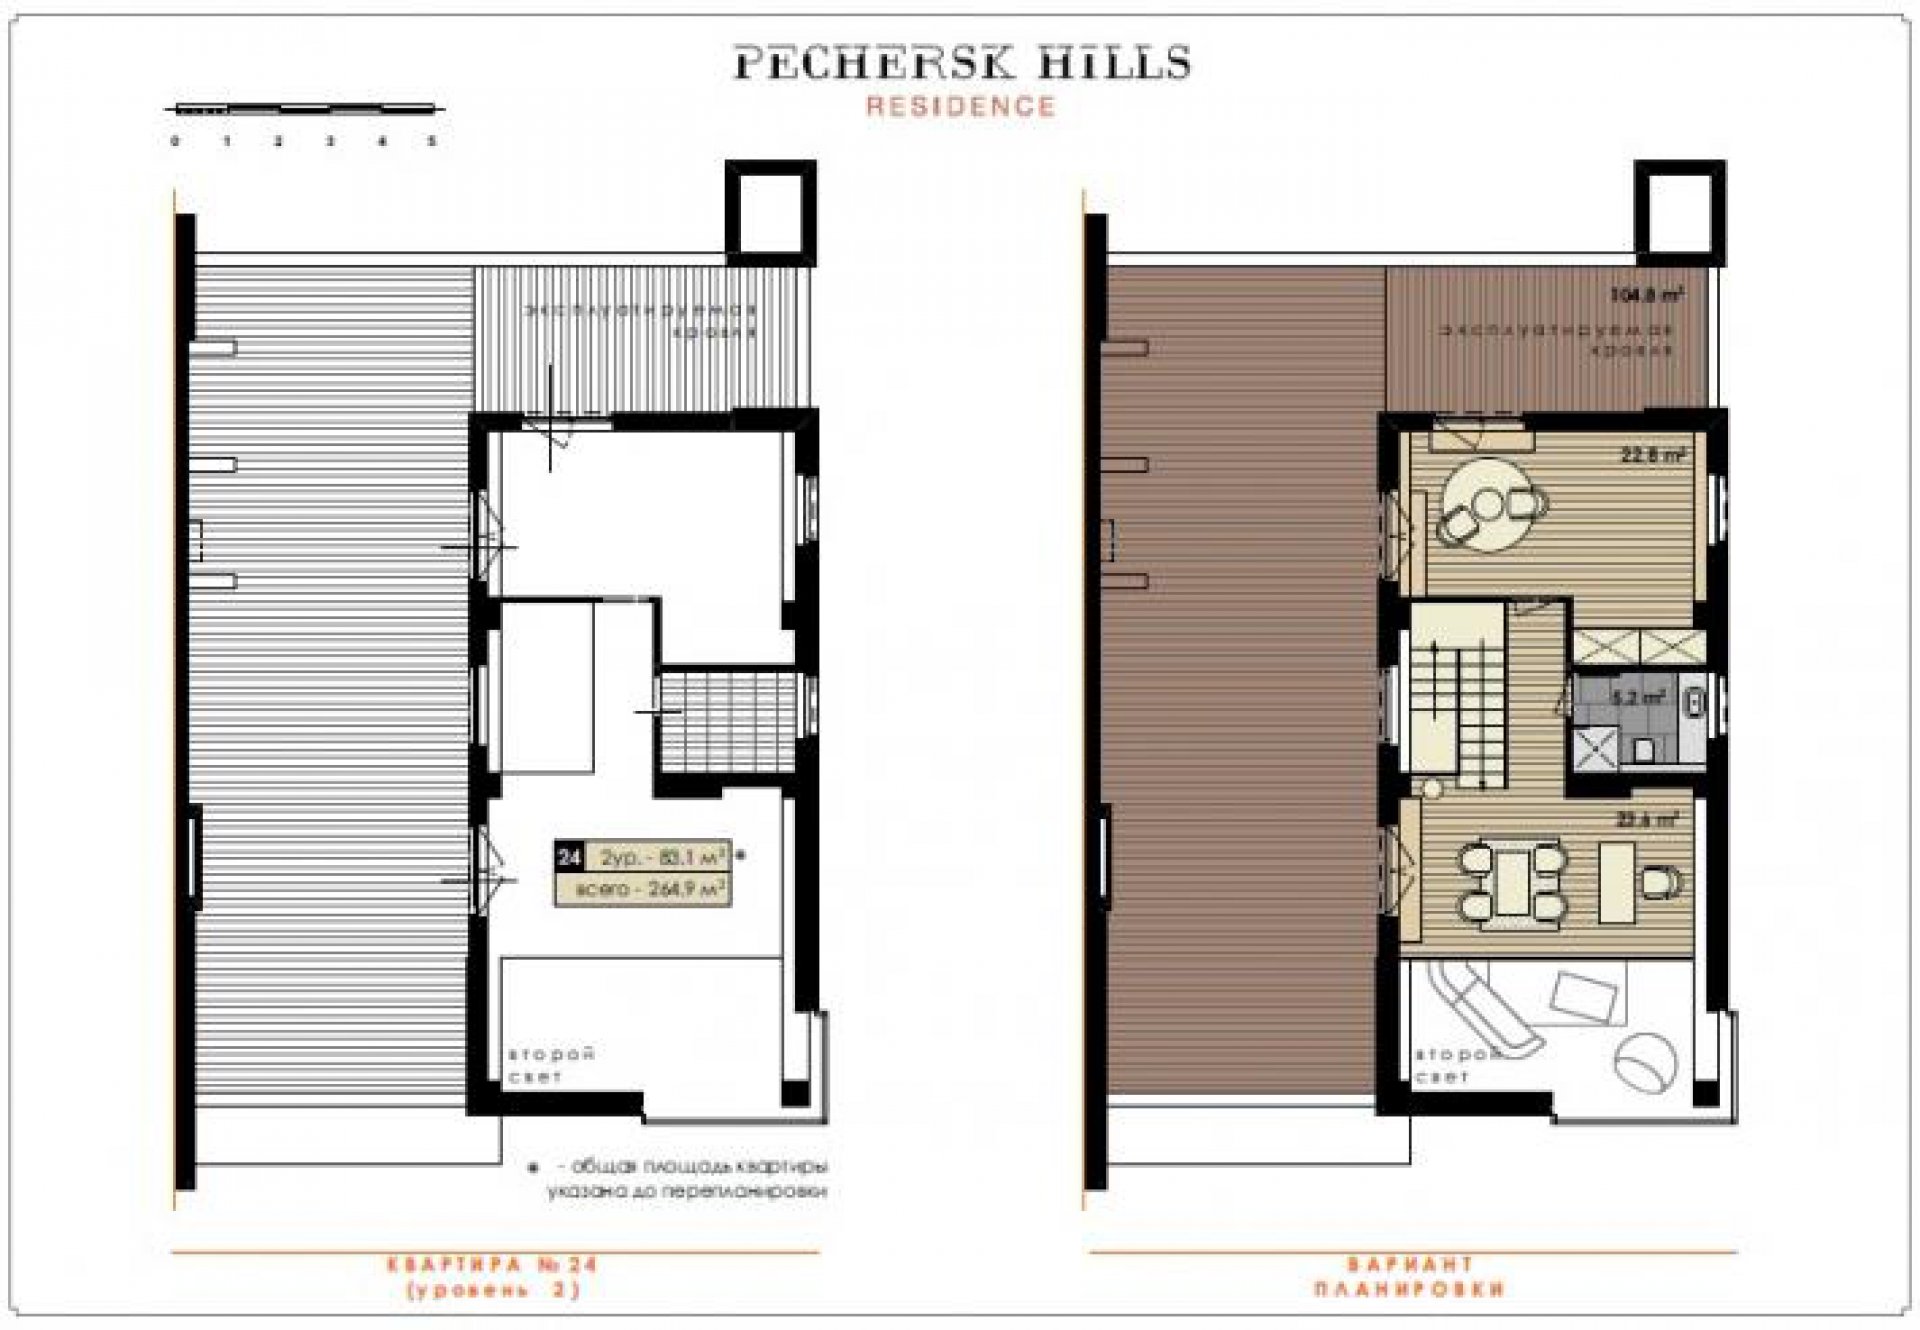 PECHERSK HILLS
RESIDENCE
0 1 2 3 4 5
эксплуатируемая
кровля
24 2ур. - 83.1 м²
всего - 264.9 м²
второй
свет
• - общая площадь квартиры
указана до перепланировки
КВАРТИРА № 24
(уровень 2)
104.8 m²
эксплуатируемая
кровля
22.8 m²
5.2 m²
23.6 m²
второй
свет
ВАРИАНТ
ПЛАНИРОВКИ